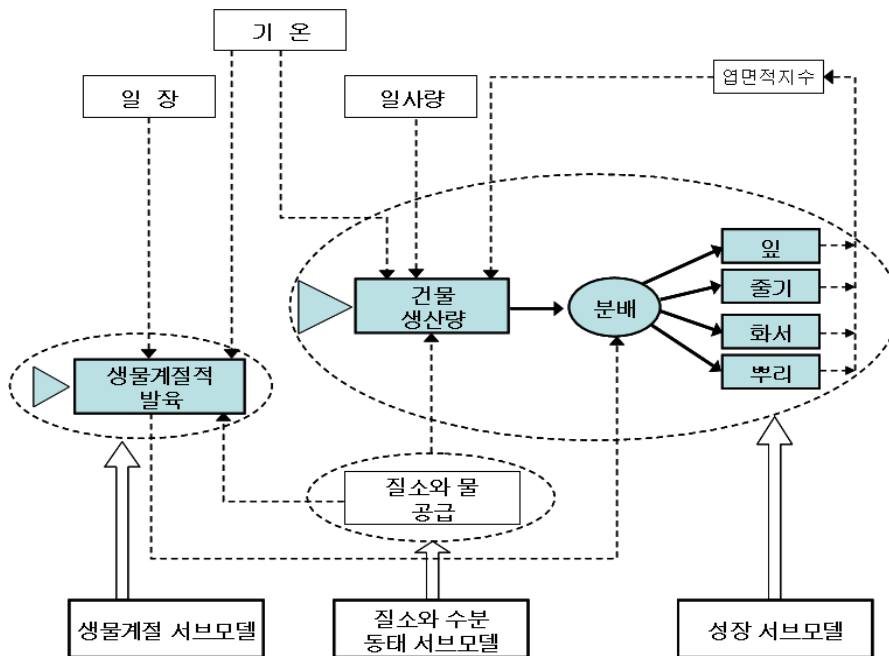 기 온
일 장
일사량
엽면적지수
잎
건물
생산량
분배
줄기
화서
뿌리
생물계절적
발육
질소와 물
공급
생물계절 서브모델
질소와 수분
동태 서브모델
성장 서브모델